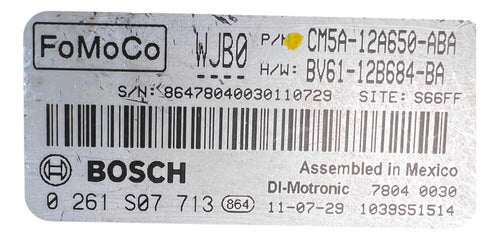 FoMoCo
WJB0
P/N: CM5A-12A650-ABA
H/W: BV61-12B684-BA
S/N:*86478040030110729 SITE: S66FF
BOSCH Assembled in Mexico
DI-Motronic 7804 0030
0 261 S07 713 864 11-07-29 1039S51514